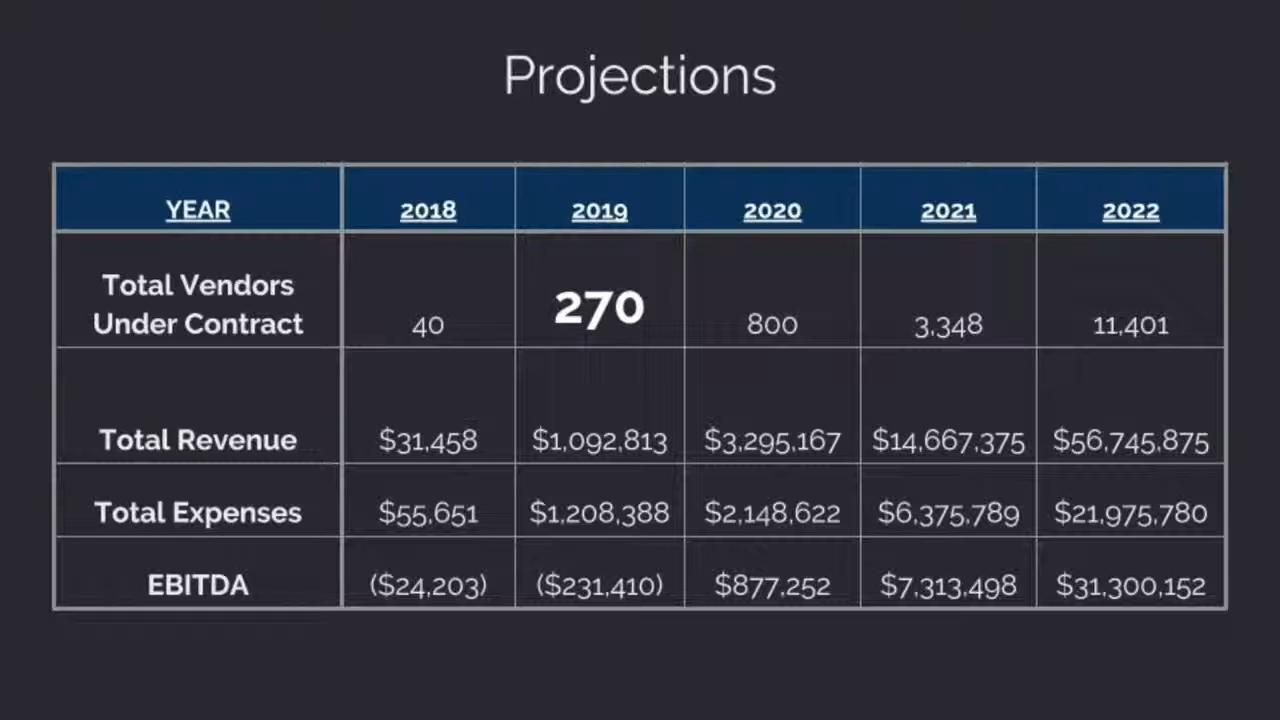 Projections
YEAR 2018 2019 2020 2021 2022
Total Vendors
Under Contract 40 270 800 3,348 11,401
Total Revenue $31,458 $1,092,813 $3,295,167 $14,667,375 $56,745,875
Total Expenses $55,651 $1,208,388 $2,148,622 $6,375,789 $21,975,780
EBITDA ($24,203) ($231,410) $877,252 $7,313,498 $31,300,152